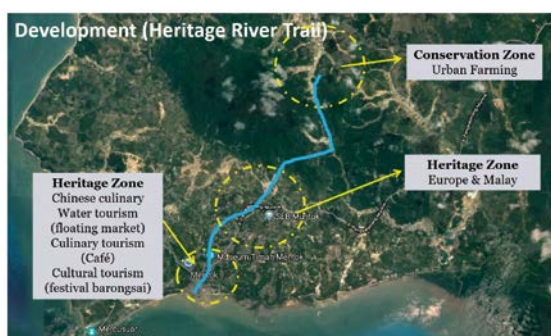 Development (Heritage River Trail)
Conservation Zone
Urban Farming
Heritage Zone
Europe & Malay
Heritage Zone
Chinese culinary
Water tourism
(floating market)
Culinary tourism
(Café)
Cultural tourism
(festival barongsai)
Museum Timah Mentok